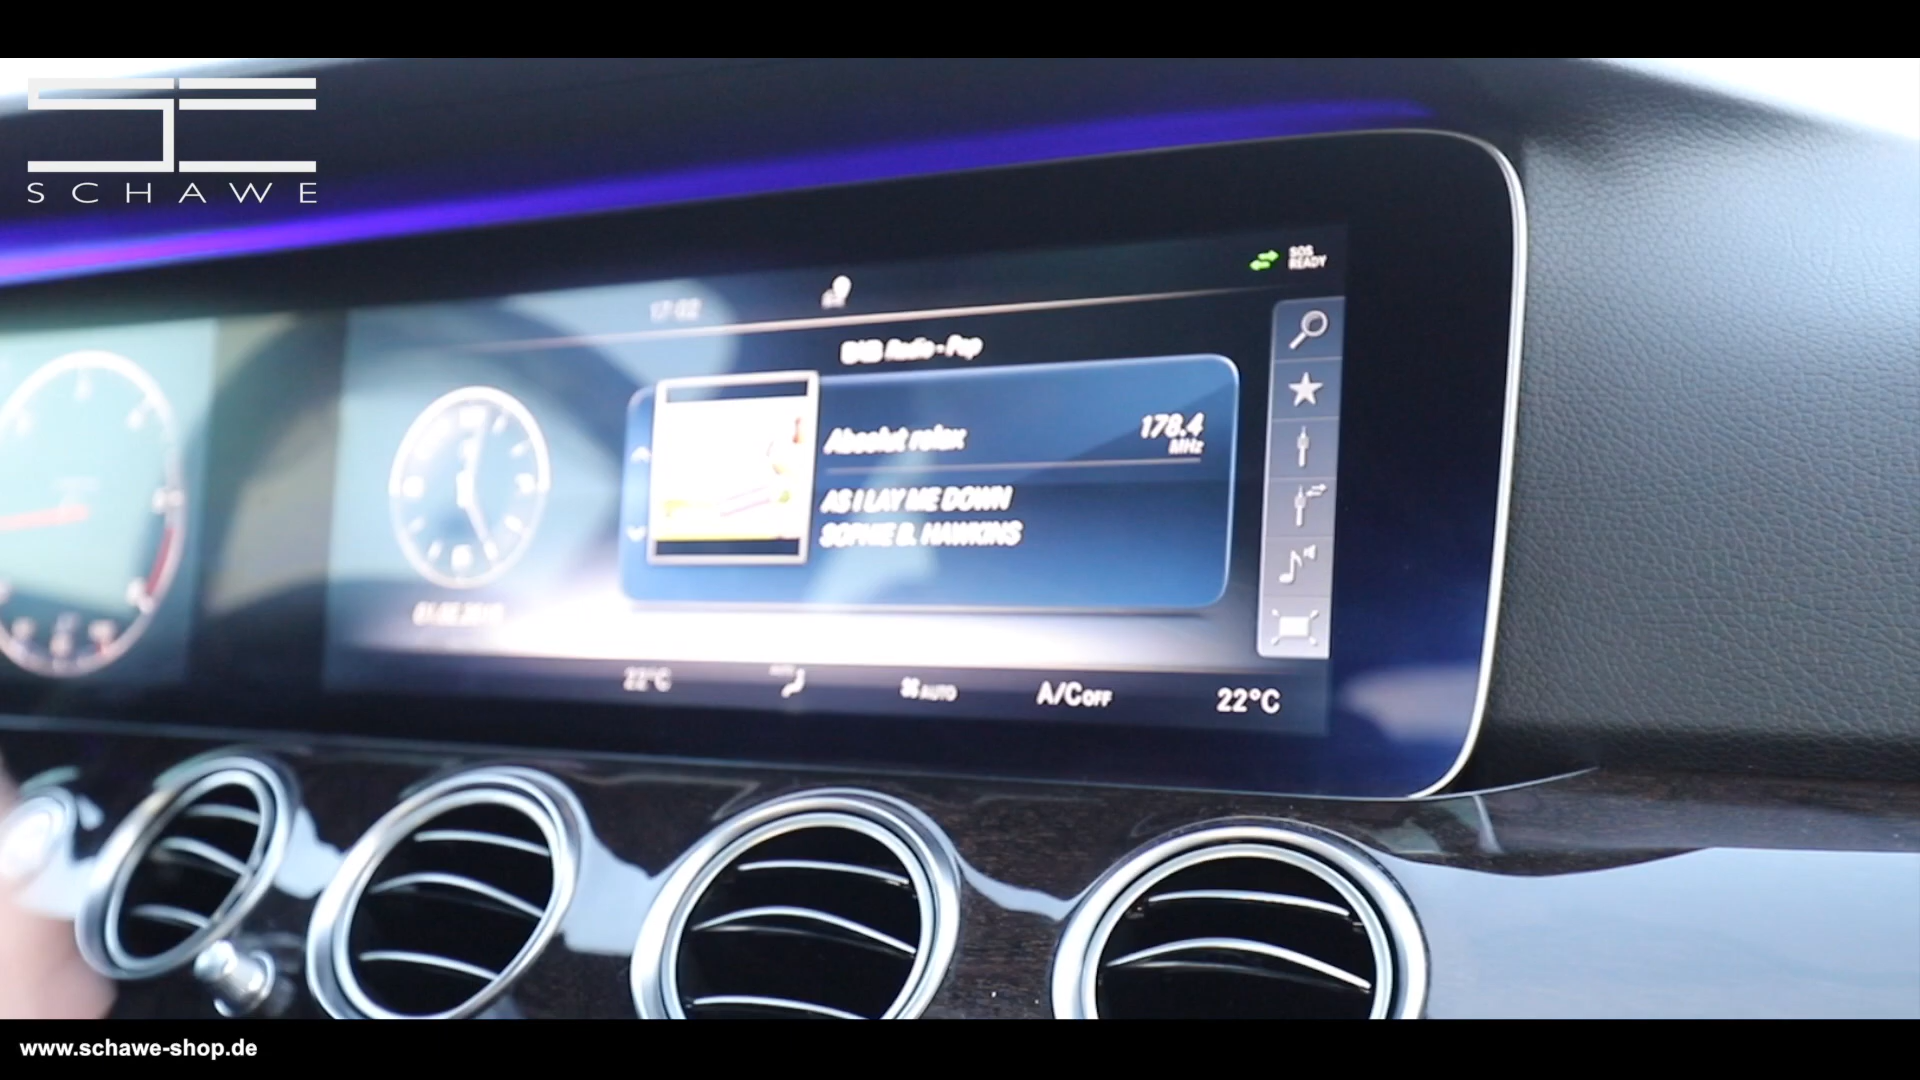 SCHAWE
SOS
READY
17:02
DAB Radio - Pop
Absolut relax
178.4
MHz
AS I LAY ME DOWN
SOPHIE B. HAWKINS
22°C
AUTO
A/C OFF
22°C
www.schawe-shop.de